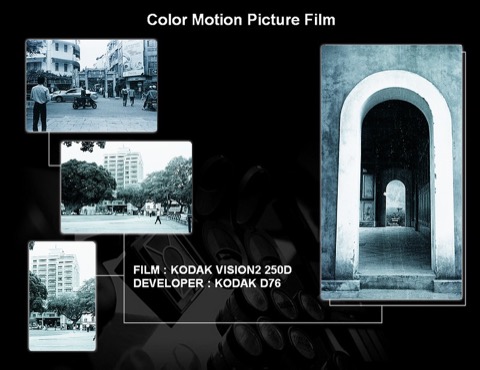 Color Motion Picture Film
FILM : KODAK VISION2 250D
DEVELOPER : KODAK D76